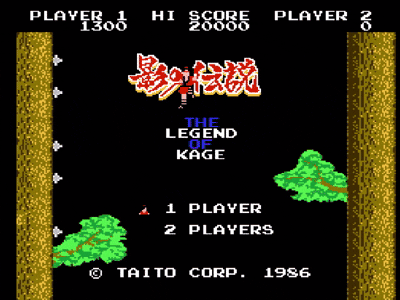 PLAYER 1 HI SCORE PLAYER 2
1300 20000 0
影の伝説
THE
LEGEND
OF
KAGE
1 PLAYER
2 PLAYERS
© TAITO CORP. 1986